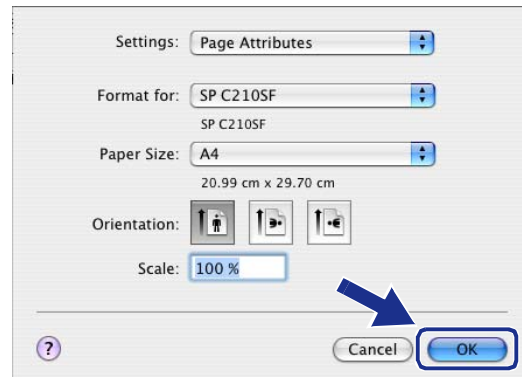 Settings: Page Attributes
Format for: SP C210SF
SP C210SF
Paper Size: A4
20.99 cm x 29.70 cm
Orientation:
Scale: 100 %
? Cancel OK